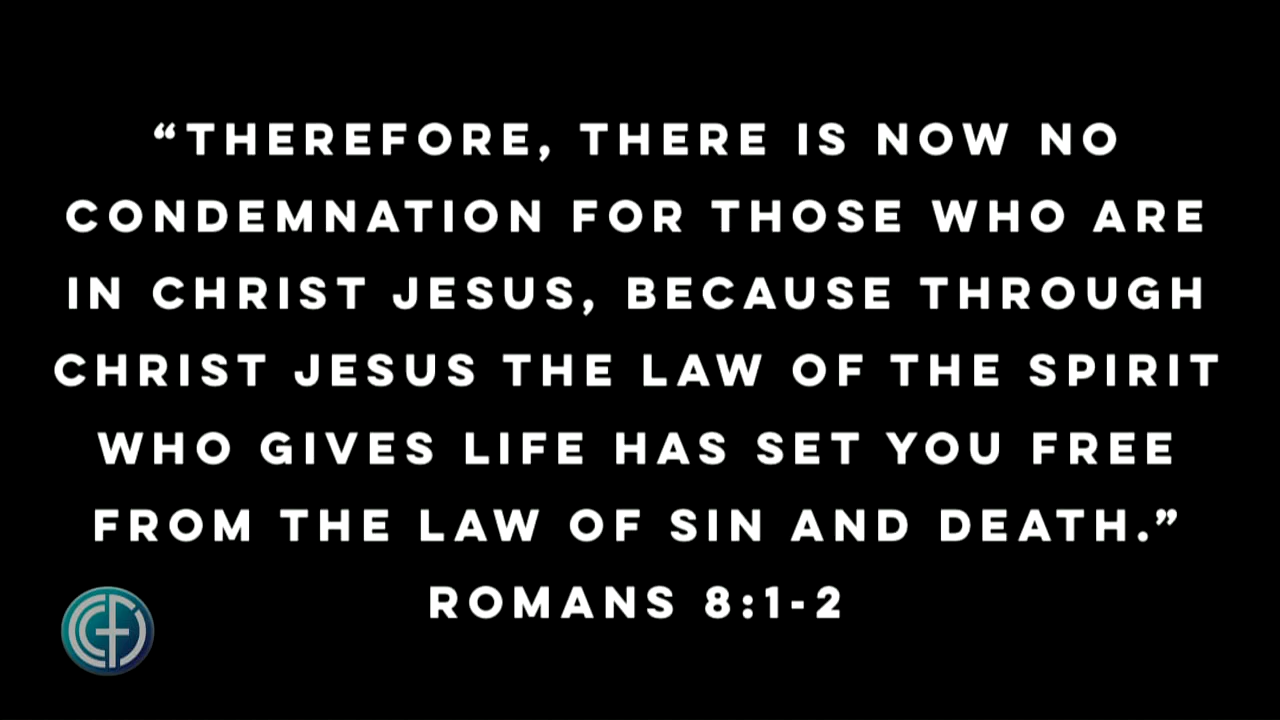 “THEREFORE, THERE IS NOW NO
CONDEMNATION FOR THOSE WHO ARE
IN CHRIST JESUS, BECAUSE THROUGH
CHRIST JESUS THE LAW OF THE SPIRIT
WHO GIVES LIFE HAS SET YOU FREE
FROM THE LAW OF SIN AND DEATH.”
ROMANS 8:1-2